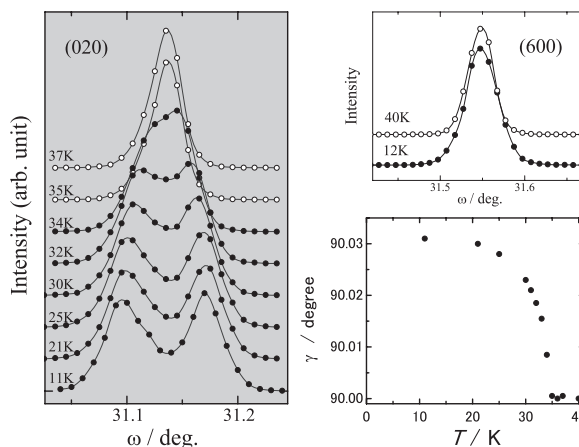 (020)
Intensity (arb. unit)
37K
35K
34K
32K
30K
25K
21K
11K
31.1
31.2
ω / deg.
(600)
Intensity
40K
12K
31.5
31.6
ω / deg.
γ / degree
90.03
90.02
90.01
90.00
0
10
20
30
40
T / K